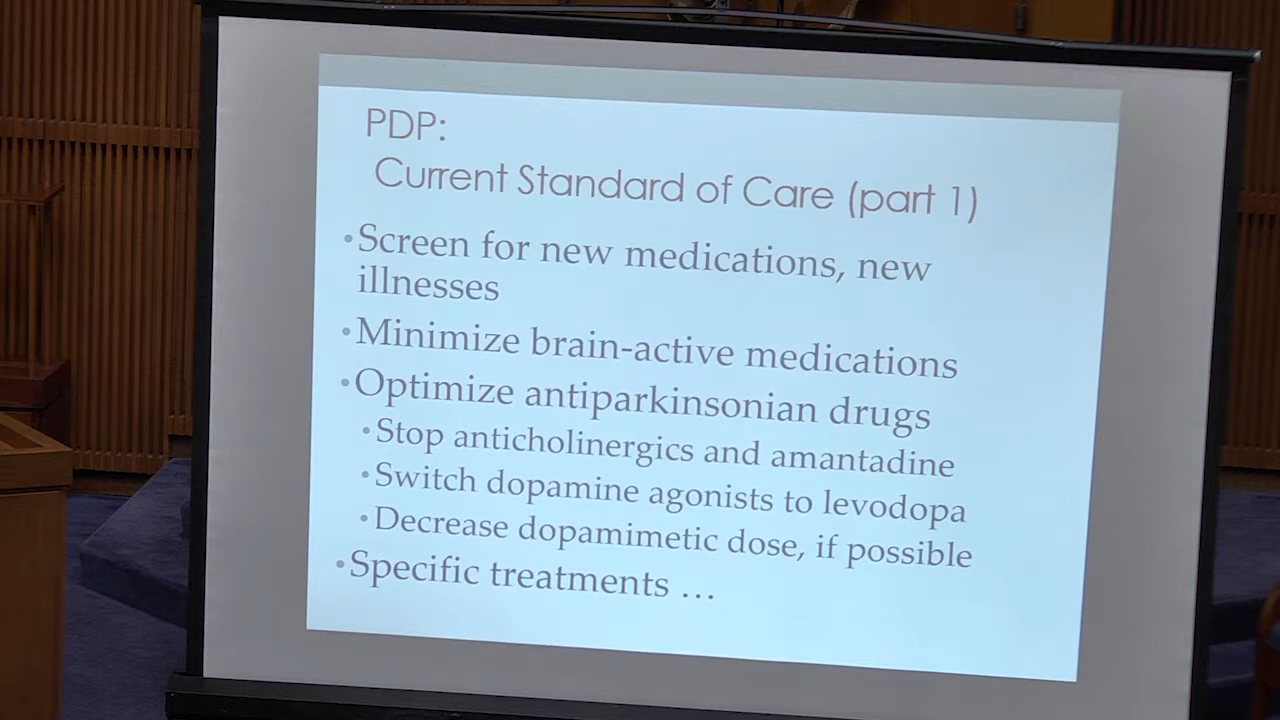 PDP:
Current Standard of Care (part 1)
•Screen for new medications, new
illnesses
•Minimize brain-active medications
•Optimize antiparkinsonian drugs
•Stop anticholinergics and amantadine
•Switch dopamine agonists to levodopa
•Decrease dopamimetic dose, if possible
•Specific treatments …